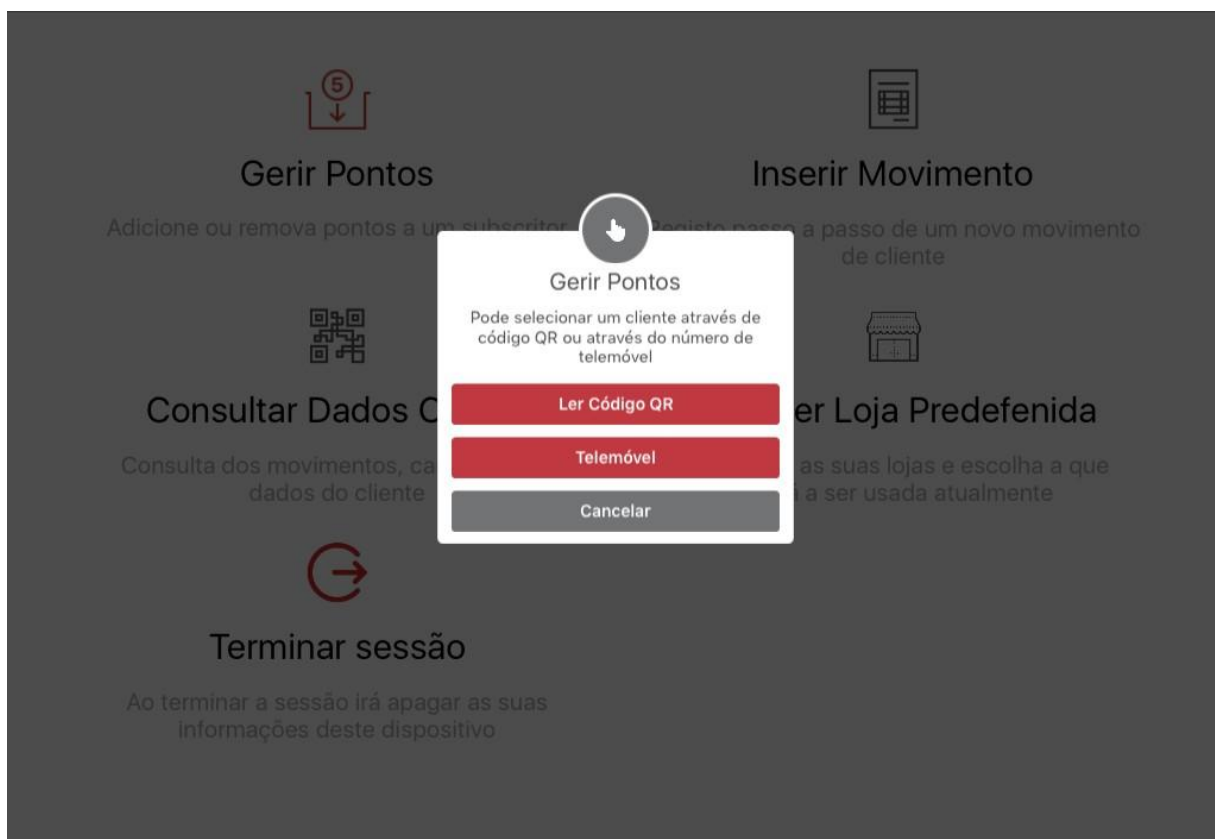 5
Gerir Pontos
Inserir Movimento
Adicione ou remova pontos a um subscritor
Registo passo a passo de um novo movimento
de cliente
Gerir Pontos
Pode selecionar um cliente através de
código QR ou através do número de
telemóvel
Ler Código QR
Telemóvel
Cancelar
Consultar Dados
er Loja Predefenida
Consulta dos movimentos,
dados do cliente
as suas lojas e escolha a que
a ser usada atualmente
Terminar sessão
Ao terminar a sessão irá apagar as suas
informações deste dispositivo